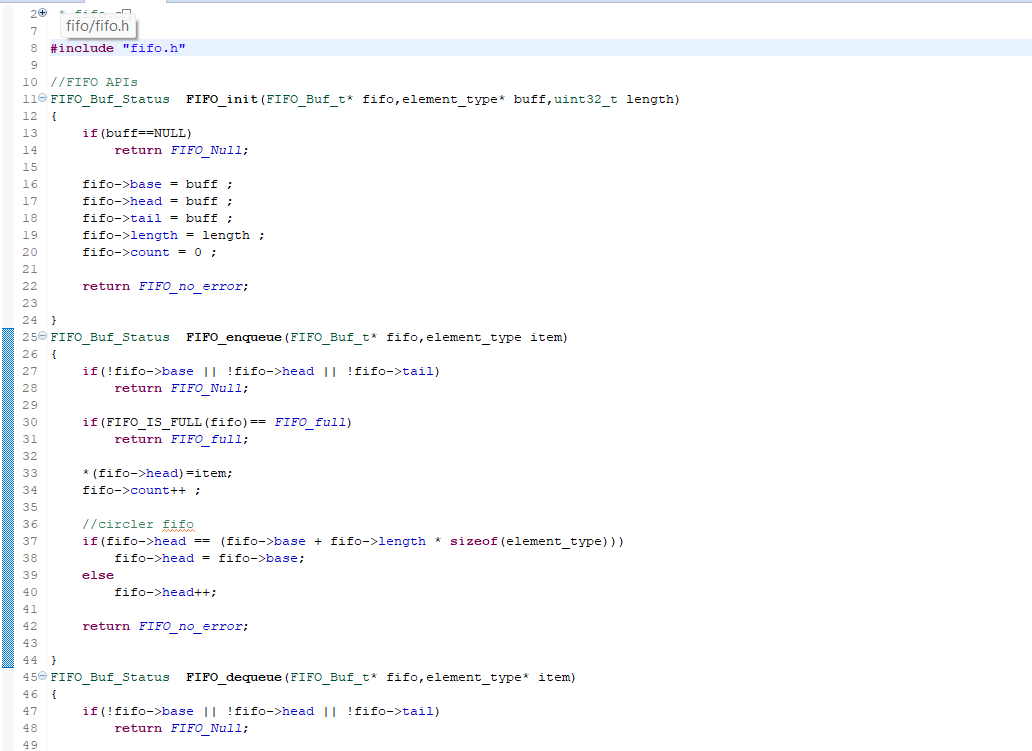 2
fifo/fifo.h
7
8 #include "fifo.h"
9
10 //FIFO APIs
11 FIFO_Buf_Status  FIFO_init(FIFO_Buf_t* fifo,element_type* buff,uint32_t length)
12 {
13     if(buff==NULL)
14         return FIFO_Null;
15
16     fifo->base = buff ;
17     fifo->head = buff ;
18     fifo->tail = buff ;
19     fifo->length = length ;
20     fifo->count = 0 ;
21
22     return FIFO_no_error;
23
24 }
25 FIFO_Buf_Status  FIFO_enqueue(FIFO_Buf_t* fifo,element_type item)
26 {
27     if(!fifo->base || !fifo->head || !fifo->tail)
28         return FIFO_Null;
29
30     if(FIFO_IS_FULL(fifo)== FIFO_full)
31         return FIFO_full;
32
33     *(fifo->head)=item;
34     fifo->count++ ;
35
36     //circler fifo
37     if(fifo->head == (fifo->base + fifo->length * sizeof(element_type)))
38         fifo->head = fifo->base;
39     else
40         fifo->head++;
41
42     return FIFO_no_error;
43
44 }
45 FIFO_Buf_Status  FIFO_dequeue(FIFO_Buf_t* fifo,element_type* item)
46 {
47     if(!fifo->base || !fifo->head || !fifo->tail)
48         return FIFO_Null;
49